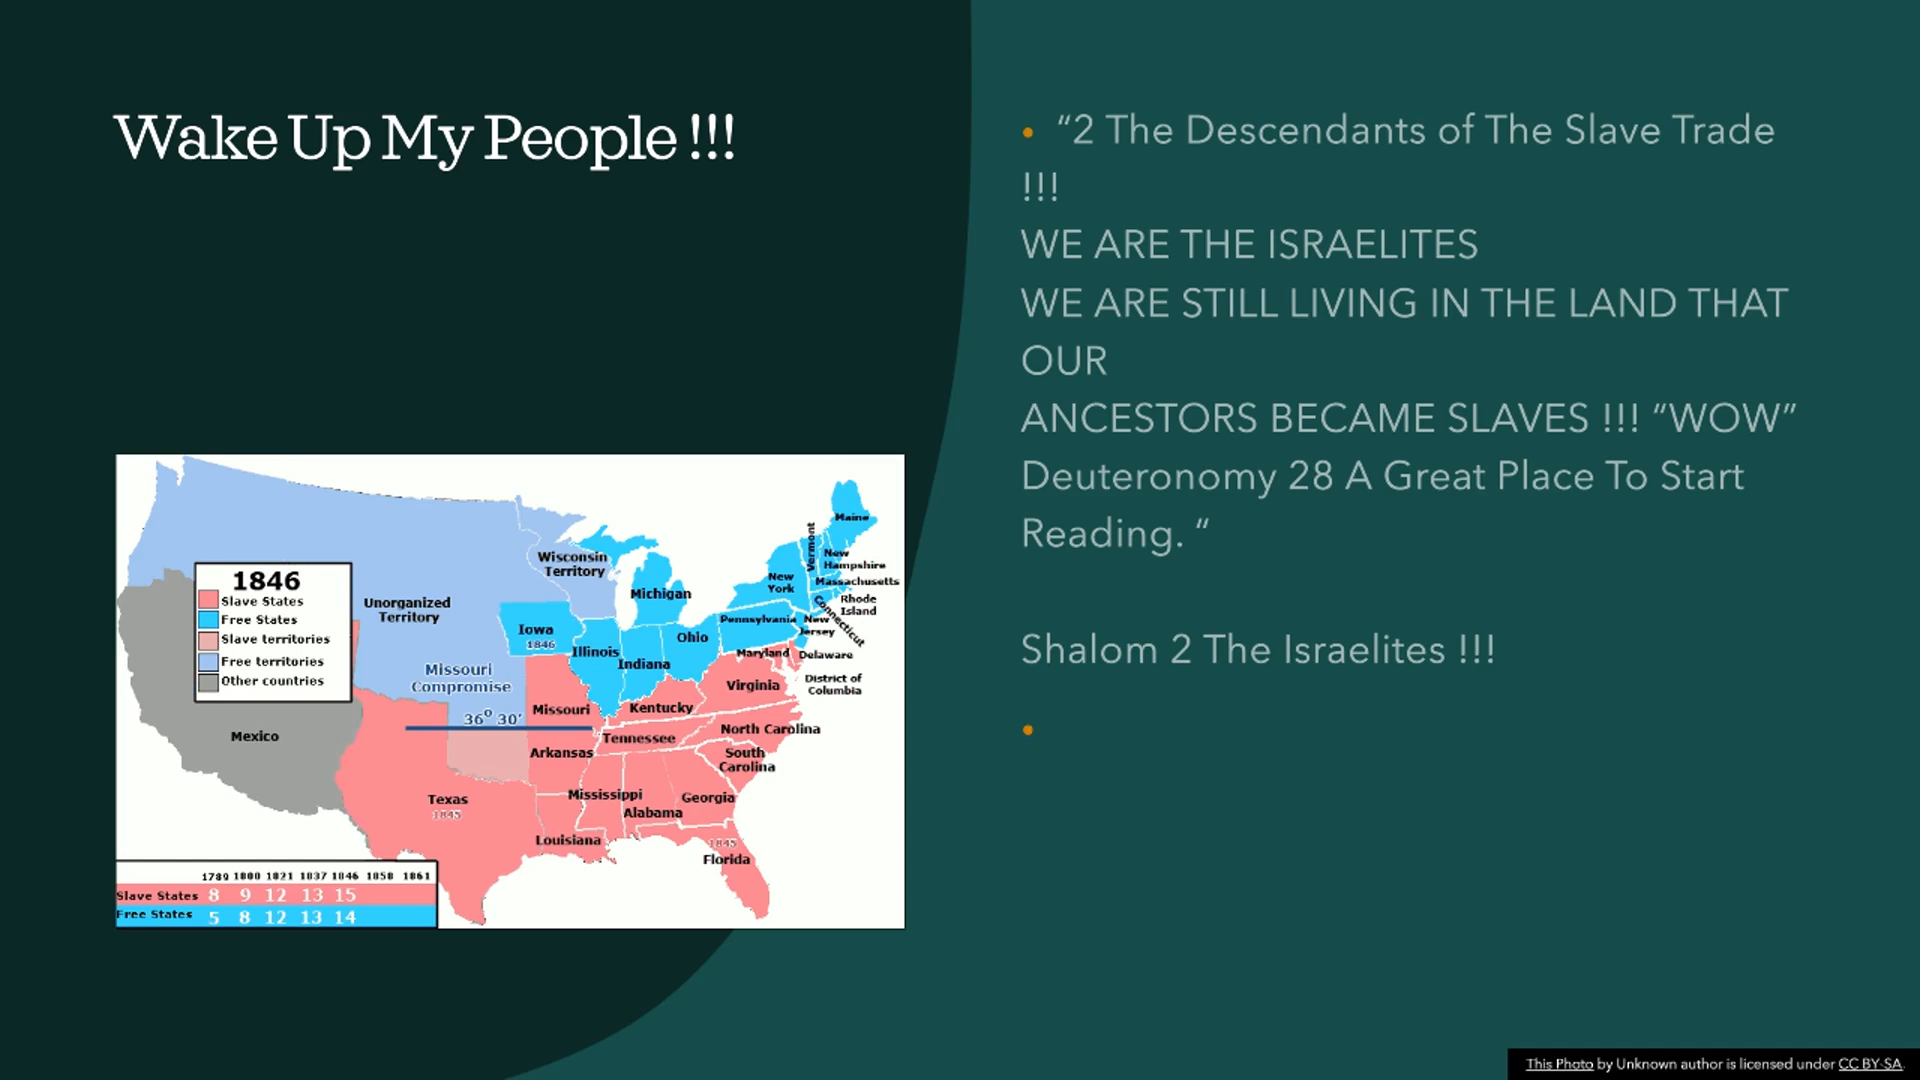 Wake Up My People !!!
• “2 The Descendants of The Slave Trade
!!!
WE ARE THE ISRAELITES
WE ARE STILL LIVING IN THE LAND THAT
OUR
ANCESTORS BECAME SLAVES !!! “WOW”
Deuteronomy 28 A Great Place To Start
Reading. “
Shalom 2 The Israelites !!!
•
1846
Slave States
Free States
Slave territories
Free territories
Other countries
Unorganized
Territory
Wisconsin
Territory
Michigan
Iowa
1846
Illinois
Indiana
Ohio
Pennsylvania
New
York
Vermont
Maine
New
Hampshire
Massachusetts
Rhode
Island
Connecticut
New
Jersey
Maryland
Delaware
District of
Columbia
Missouri
Compromise
36º 30'
Missouri
Kentucky
Virginia
Tennessee
North Carolina
South
Carolina
Arkansas
Mississippi
Alabama
Georgia
Louisiana
Texas
1845
1845
Florida
Mexico
1789 1800 1821 1837 1846 1858 1861
Slave States 8 9 12 13 15
Free States 5 8 12 13 14
This Photo by Unknown author is licensed under CC BY-SA.